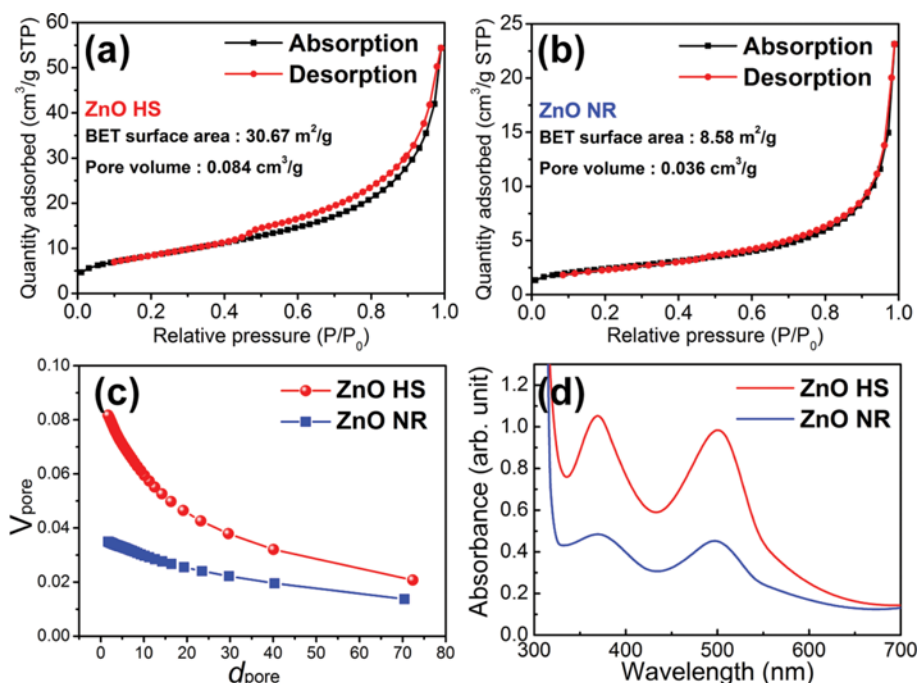 (a)
Absorption
Desorption
ZnO HS
BET surface area : 30.67 m²/g
Pore volume : 0.084 cm³/g
Quantity adsorbed (cm³/g STP)
60
50
40
30
20
10
0
0.0 0.2 0.4 0.6 0.8 1.0
Relative pressure (P/P₀)
(b)
Absorption
Desorption
ZnO NR
BET surface area : 8.58 m²/g
Pore volume : 0.036 cm³/g
Quantity adsorbed (cm³/g STP)
25
20
15
10
5
0
0.0 0.2 0.4 0.6 0.8 1.0
Relative pressure (P/P₀)
(c)
ZnO HS
ZnO NR
Vpore
0.10
0.08
0.06
0.04
0.02
0.00
0 10 20 30 40 50 60 70 80
dpore
(d)
ZnO HS
ZnO NR
Absorbance (arb. unit)
1.2
1.0
0.8
0.6
0.4
0.2
0.0
300 400 500 600 700
Wavelength (nm)